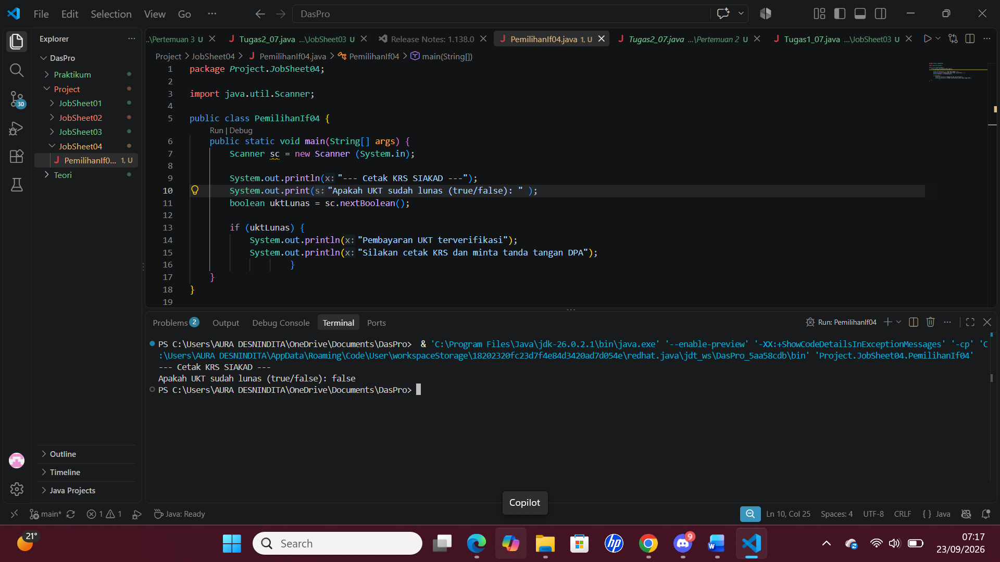 File Edit Selection View Go ··· DasPro
Explorer ···
DasPro
Praktikum
Project
JobSheet01
JobSheet02
JobSheet03
JobSheet04
J PemilihanIf0... 1, U
Teori
Outline
Timeline
Java Projects
30
..\Pertemuan 3 U J Tugas2_07.java ...\JobSheet03 U Release Notes: 1.138.0 J PemilihanIf04.java 1, U J Tugas2_07.java ...\Pertemuan 2 U J Tugas1_07.java ...\JobSheet03 U
Project > JobSheet04 > J PemilihanIf04.java > PemilihanIf04 > main(String[])
1 package Project.JobSheet04;
2
3 import java.util.Scanner;
4
5 public class PemilihanIf04 {
Run | Debug
6 public static void main(String[] args) {
7 Scanner sc = new Scanner (System.in);
8
9 System.out.println(x: "--- Cetak KRS SIAKAD ---");
10 System.out.print(s: "Apakah UKT sudah lunas (true/false): " );
11 boolean uktLunas = sc.nextBoolean();
12
13 if (uktLunas) {
14 System.out.println(x: "Pembayaran UKT terverifikasi");
15 System.out.println(x: "Silakan cetak KRS dan minta tanda tangan DPA");
16 }
17 }
18 }
19
Problems 2 Output Debug Console Terminal Ports Run: PemilihanIf04
PS C:\Users\AURA DESNINDITA\OneDrive\Documents\DasPro> & 'C:\Program Files\Java\jdk-26.0.2.1\bin\java.exe' '--enable-preview' '-XX:+ShowCodeDetailsInExceptionMessages' '-cp' 'C
:\Users\AURA DESNINDITA\AppData\Roaming\Code\User\workspaceStorage\18202320fc23d7f4e84d3420ad7d054e\redhat.java\jdt_ws\DasPro_5aa58cdb\bin' 'Project.JobSheet04.PemilihanIf04'
--- Cetak KRS SIAKAD ---
Apakah UKT sudah lunas (true/false): false
PS C:\Users\AURA DESNINDITA\OneDrive\Documents\DasPro>
Copilot
main* 1 1 Java: Ready Ln 10, Col 25 Spaces: 4 UTF-8 CRLF { } Java
21° Search hp 9 W 07:17
23/09/2026